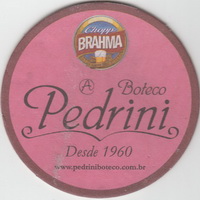 Chopp
BRAHMA
A Boteco
Pedrini
Desde 1960
www.pedriniboteco.com.br